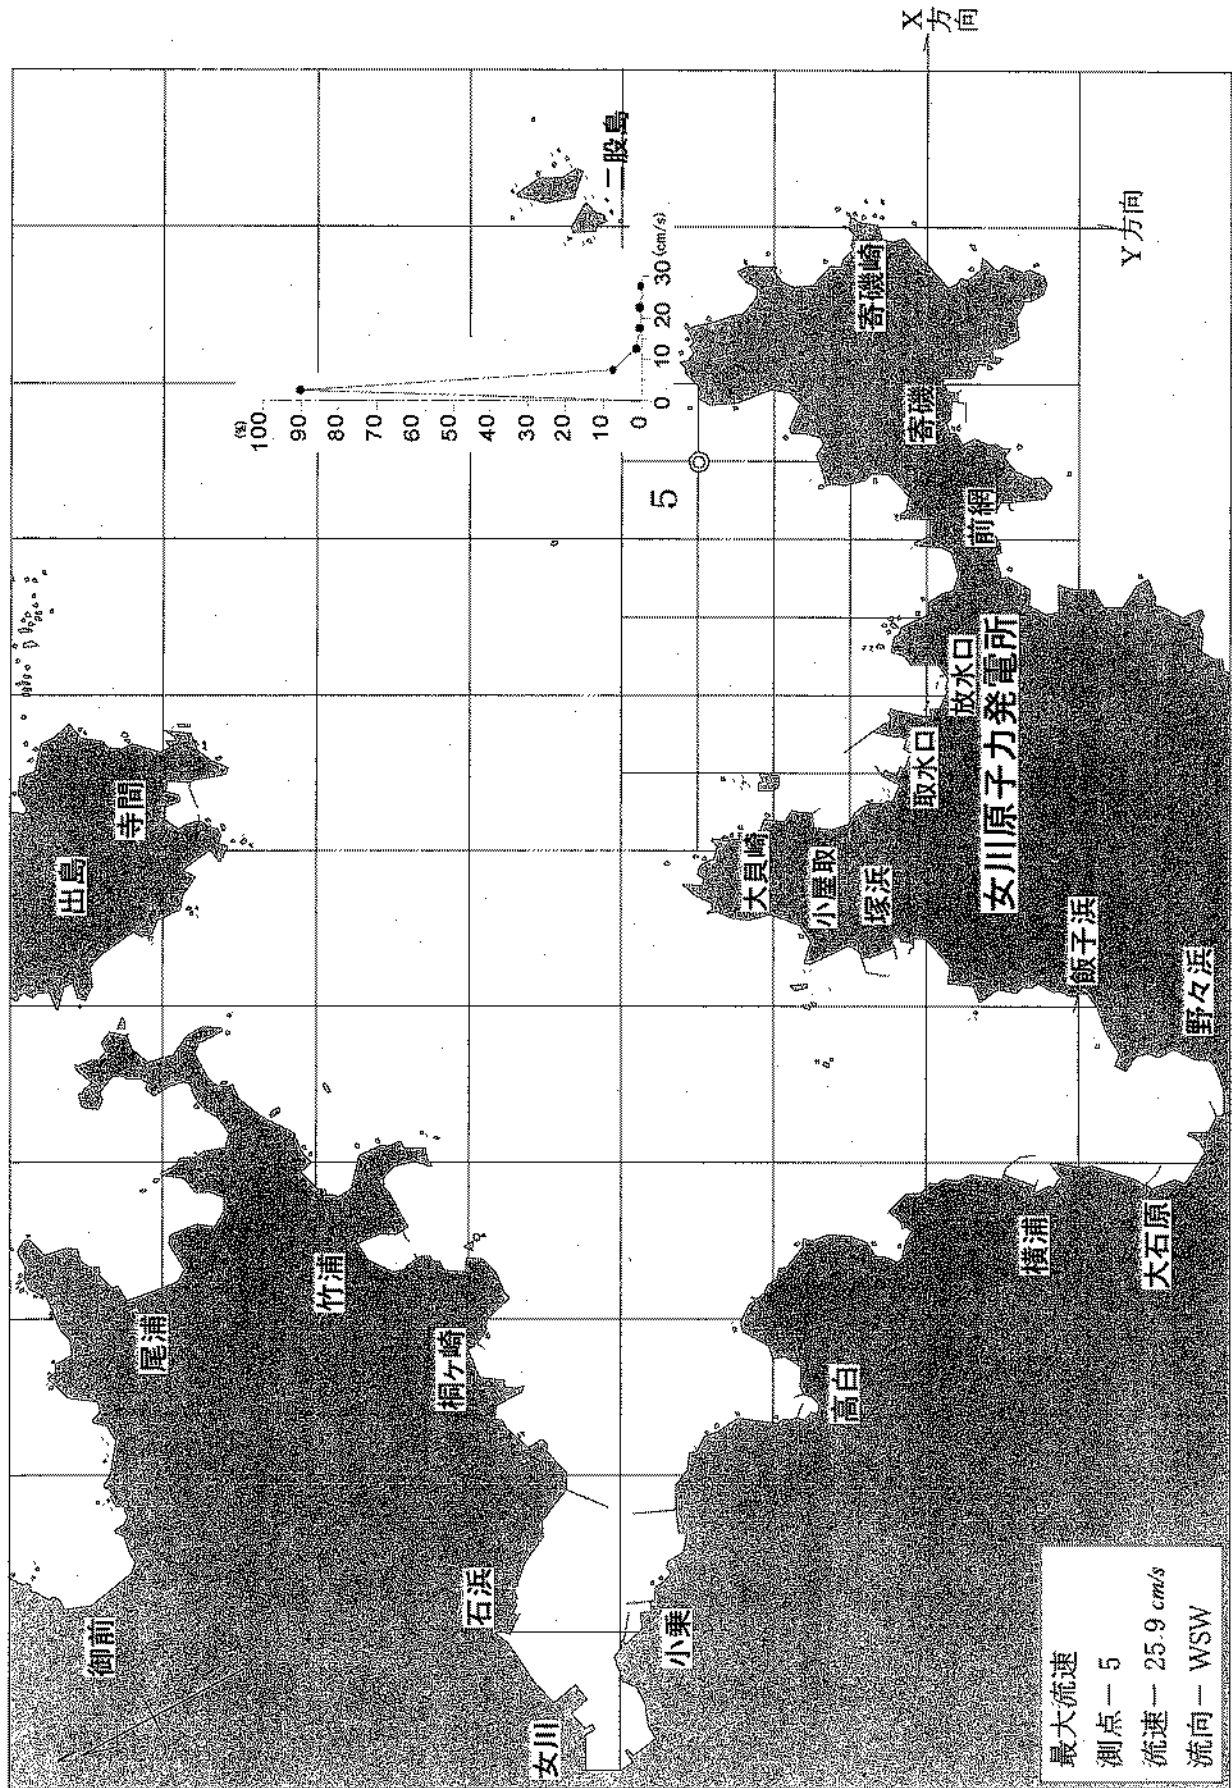 御前
尾浦
出島
寺間
竹浦
桐ヶ崎
石浜
女川
小乗
高白
横浦
大石原
野々浜
飯子浜
塚浜
小屋取
大貝崎
取水口
放水口
女川原子力発電所
前網
寄磯
寄磯崎
二股島
5
(%)
100
90
80
70
60
50
40
30
20
10
0
0 10 20 30 (cm/s)
X方向
Y方向
最大流速
測点－5
流速－25.9 cm/s
流向－WSW